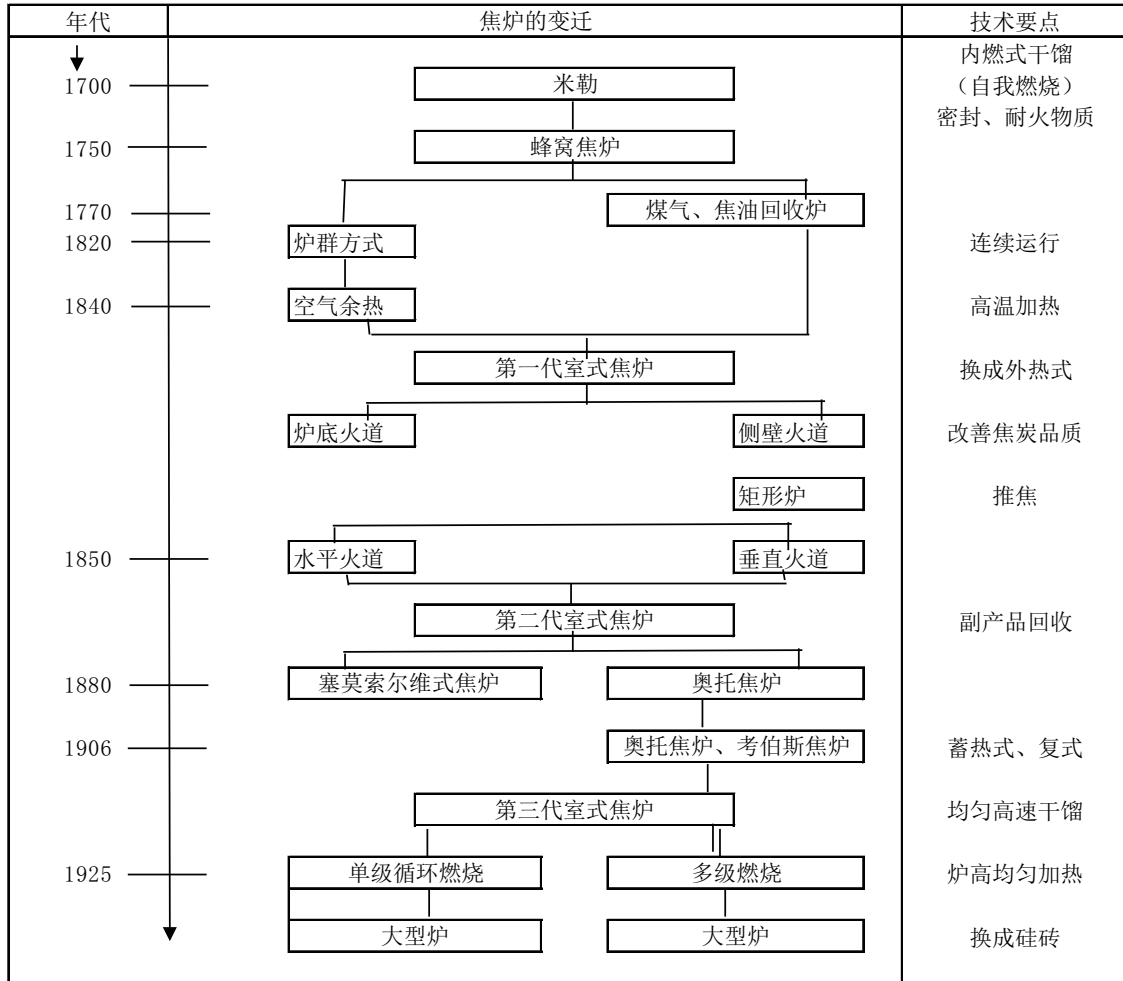 年代 焦炉的变迁 技术要点
内燃式干馏
1700 米勒 （自我燃烧）
密封、耐火物质
1750 蜂窝焦炉
1770 煤气、焦油回收炉
1820 炉群方式 连续运行
1840 空气余热 高温加热
第一代室式焦炉 换成外热式
炉底火道 侧壁火道 改善焦炭品质
矩形炉 推焦
1850 水平火道 垂直火道
第二代室式焦炉 副产品回收
1880 塞莫索尔维式焦炉 奥托焦炉
1906 奥托焦炉、考伯斯焦炉 蓄热式、复式
第三代室式焦炉 均匀高速干馏
1925 单级循环燃烧 多级燃烧 炉高均匀加热
大型炉 大型炉 换成硅砖